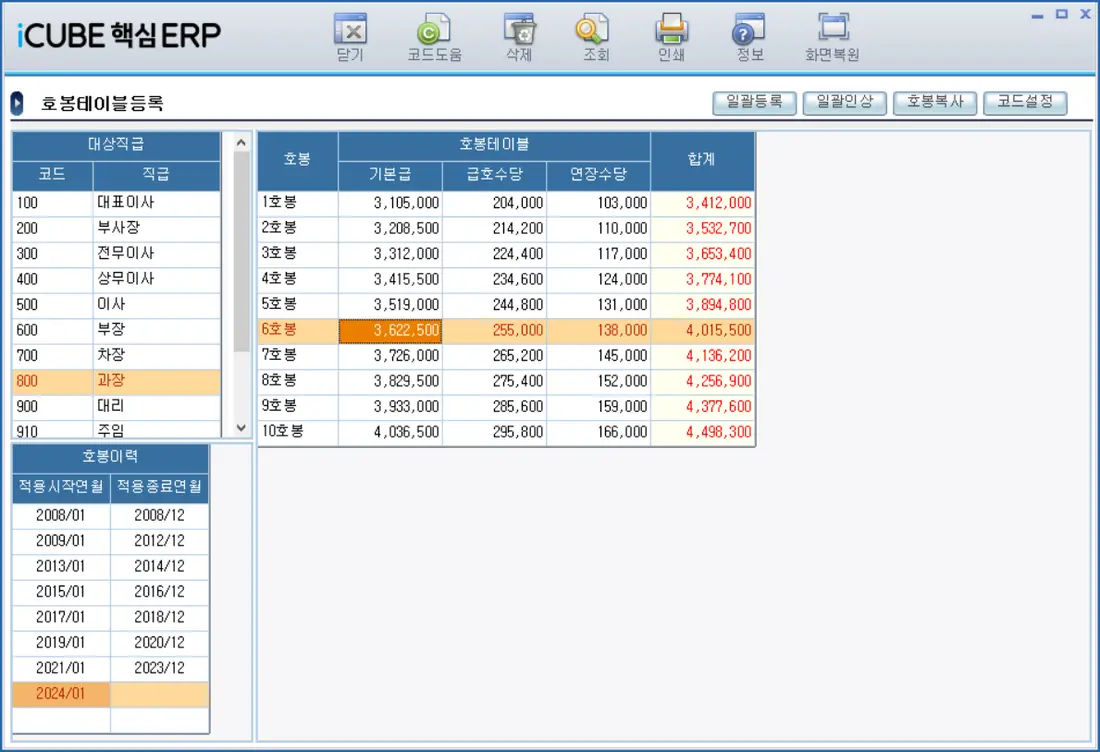 iCUBE 핵심 ERP
닫기 코드도움 삭제 조회 인쇄 정보 화면복원
호봉테이블등록
일괄등록 일괄인상 호봉복사 코드설정
대상직급
코드 직급
100 대표이사
200 부사장
300 전무이사
400 상무이사
500 이사
600 부장
700 차장
800 과장
900 대리
910 주임
호봉이력
적용시작연월 적용종료연월
2008/01 2008/12
2009/01 2012/12
2013/01 2014/12
2015/01 2016/12
2017/01 2018/12
2019/01 2020/12
2021/01 2023/12
2024/01
호봉 호봉테이블 합계
기본급 급호수당 연장수당
1호봉 3,105,000 204,000 103,000 3,412,000
2호봉 3,208,500 214,200 110,000 3,532,700
3호봉 3,312,000 224,400 117,000 3,653,400
4호봉 3,415,500 234,600 124,000 3,774,100
5호봉 3,519,000 244,800 131,000 3,894,800
6호봉 3,622,500 255,000 138,000 4,015,500
7호봉 3,726,000 265,200 145,000 4,136,200
8호봉 3,829,500 275,400 152,000 4,256,900
9호봉 3,933,000 285,600 159,000 4,377,600
10호봉 4,036,500 295,800 166,000 4,498,300